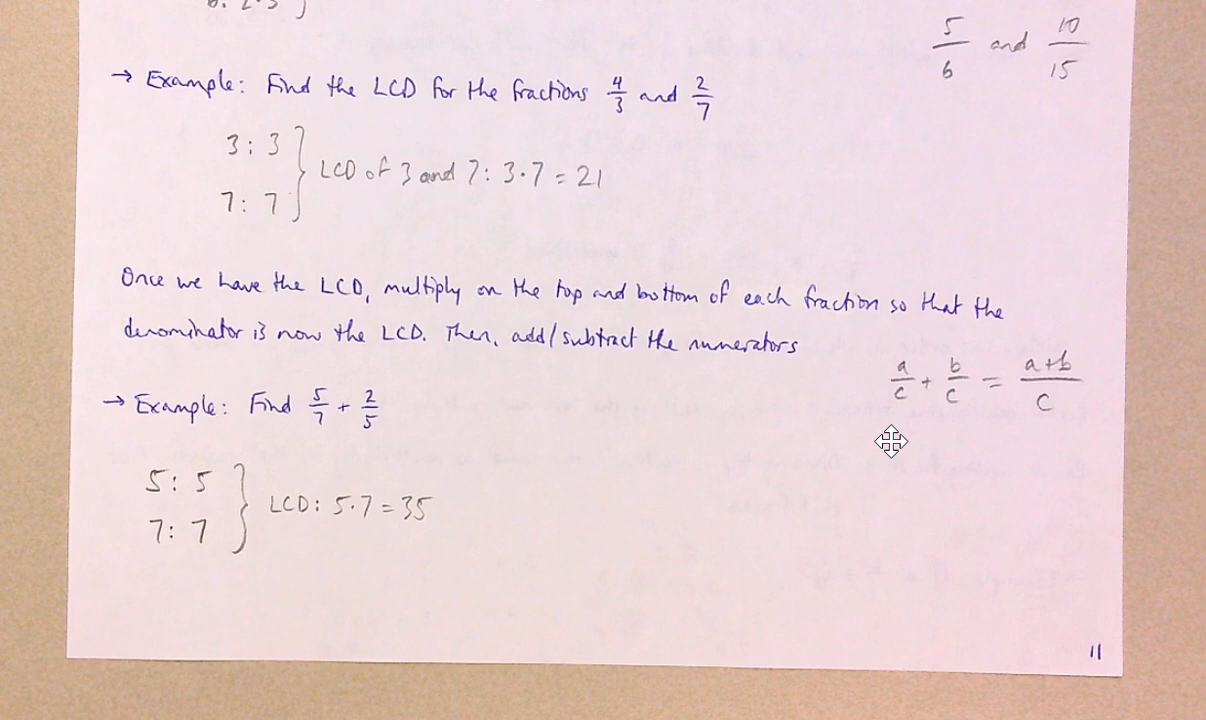 6: 2·3 }
5/6 and 10/15
→ Example: Find the LCD for the fractions 4/3 and 2/7
3: 3
7: 7
} LCD of 3 and 7: 3·7 = 21
Once we have the LCD, multiply on the top and bottom of each fraction so that the
denominator is now the LCD. Then, add/subtract the numerators
a/c + b/c = a+b/c
→ Example: Find 5/7 + 2/5
5: 5
7: 7
} LCD: 5·7 = 35
11